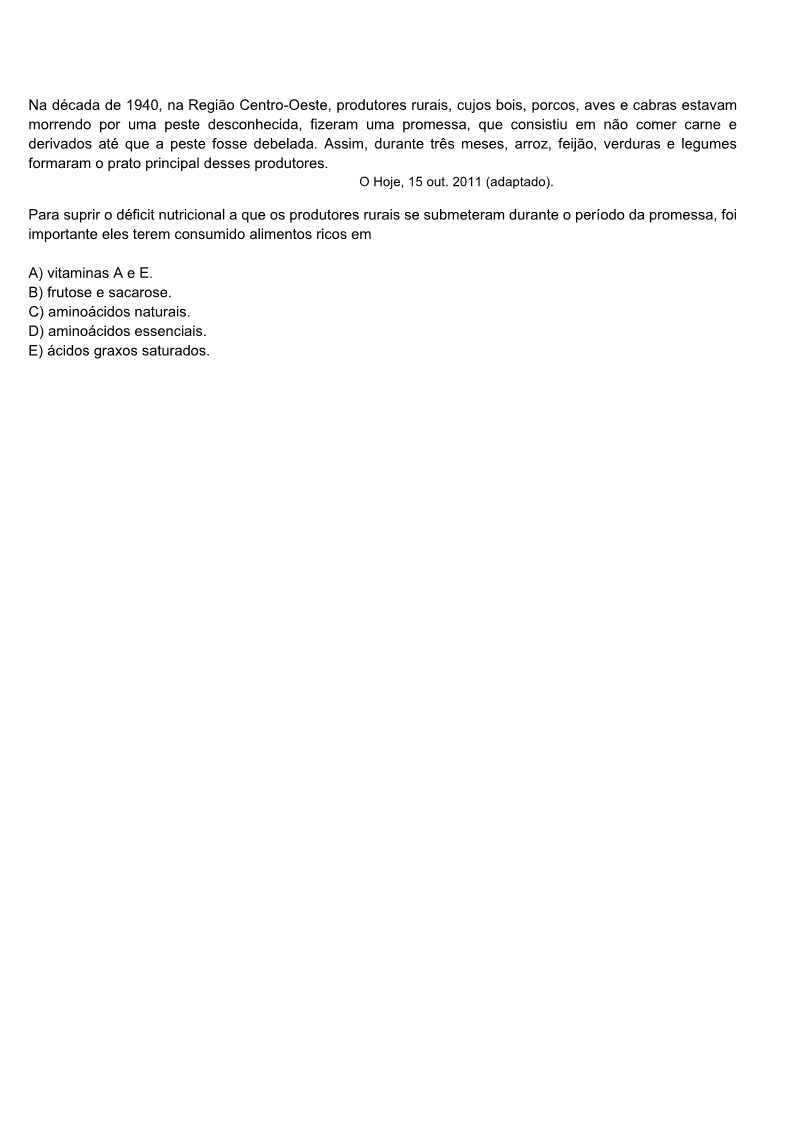 Na década de 1940, na Região Centro-Oeste, produtores rurais, cujos bois, porcos, aves e cabras estavam
morrendo por uma peste desconhecida, fizeram uma promessa, que consistiu em não comer carne e
derivados até que a peste fosse debelada. Assim, durante três meses, arroz, feijão, verduras e legumes
formaram o prato principal desses produtores.
O Hoje, 15 out. 2011 (adaptado).
Para suprir o déficit nutricional a que os produtores rurais se submeteram durante o período da promessa, foi
importante eles terem consumido alimentos ricos em
A) vitaminas A e E.
B) frutose e sacarose.
C) aminoácidos naturais.
D) aminoácidos essenciais.
E) ácidos graxos saturados.